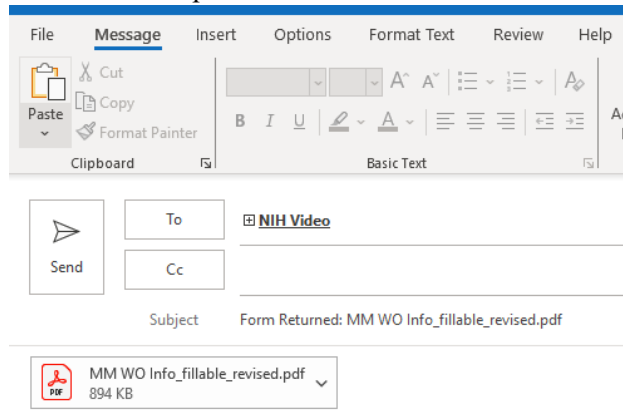 File Message Insert Options Format Text Review Help
Cut
Copy
Paste
Format Painter
B I U A
Clipboard Basic Text
To NIH Video
Send
Cc
Subject Form Returned: MM WO Info_fillable_revised.pdf
MM WO Info_fillable_revised.pdf
PDF 894 KB